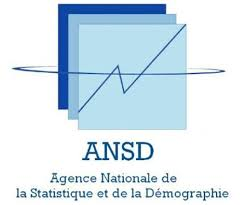 ANSD
Agence Nationale de
la Statistique et de la Démographie